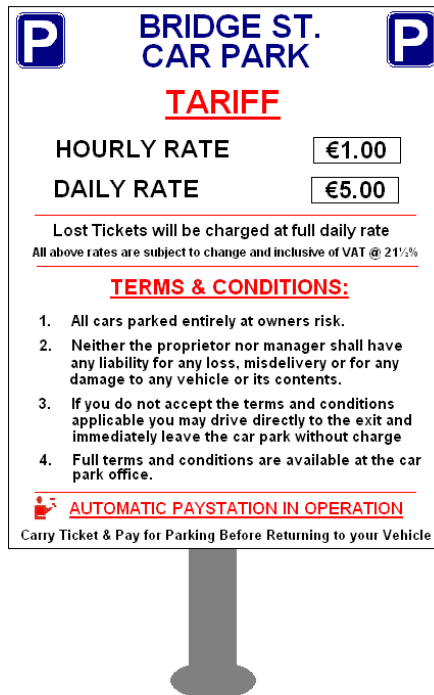 P
BRIDGE ST.
P
CAR PARK
TARIFF
HOURLY RATE €1.00
DAILY RATE €5.00
Lost Tickets will be charged at full daily rate
All above rates are subject to change and inclusive of VAT @ 21½%
TERMS & CONDITIONS:
1. All cars parked entirely at owners risk.
2. Neither the proprietor nor manager shall have
any liability for any loss, misdelivery or for any
damage to any vehicle or its contents.
3. If you do not accept the terms and conditions
applicable you may drive directly to the exit and
immediately leave the car park without charge
4. Full terms and conditions are available at the car
park office.
AUTOMATIC PAYSTATION IN OPERATION
Carry Ticket & Pay for Parking Before Returning to your Vehicle